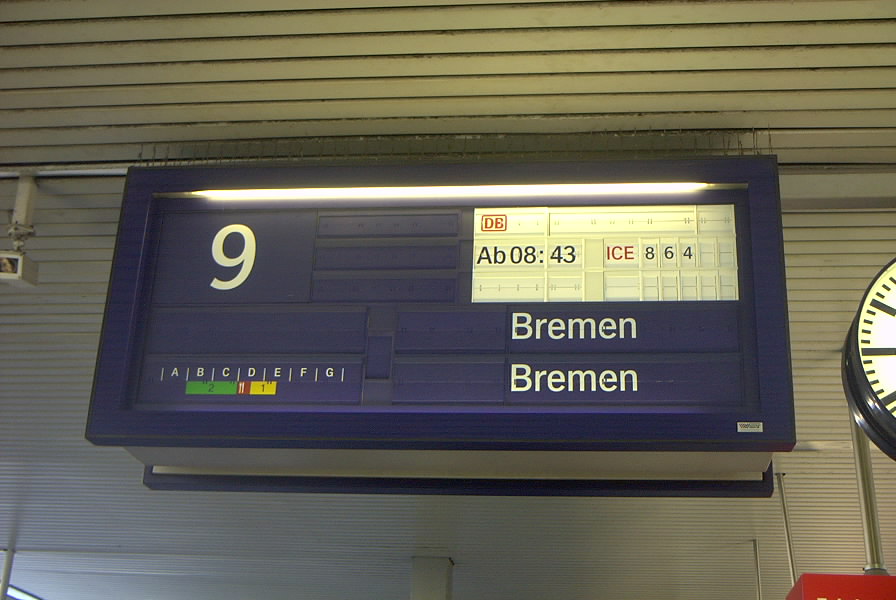 9
DB
Ab 08:43 ICE 864
Bremen
A B C D E F G
2 1
Bremen